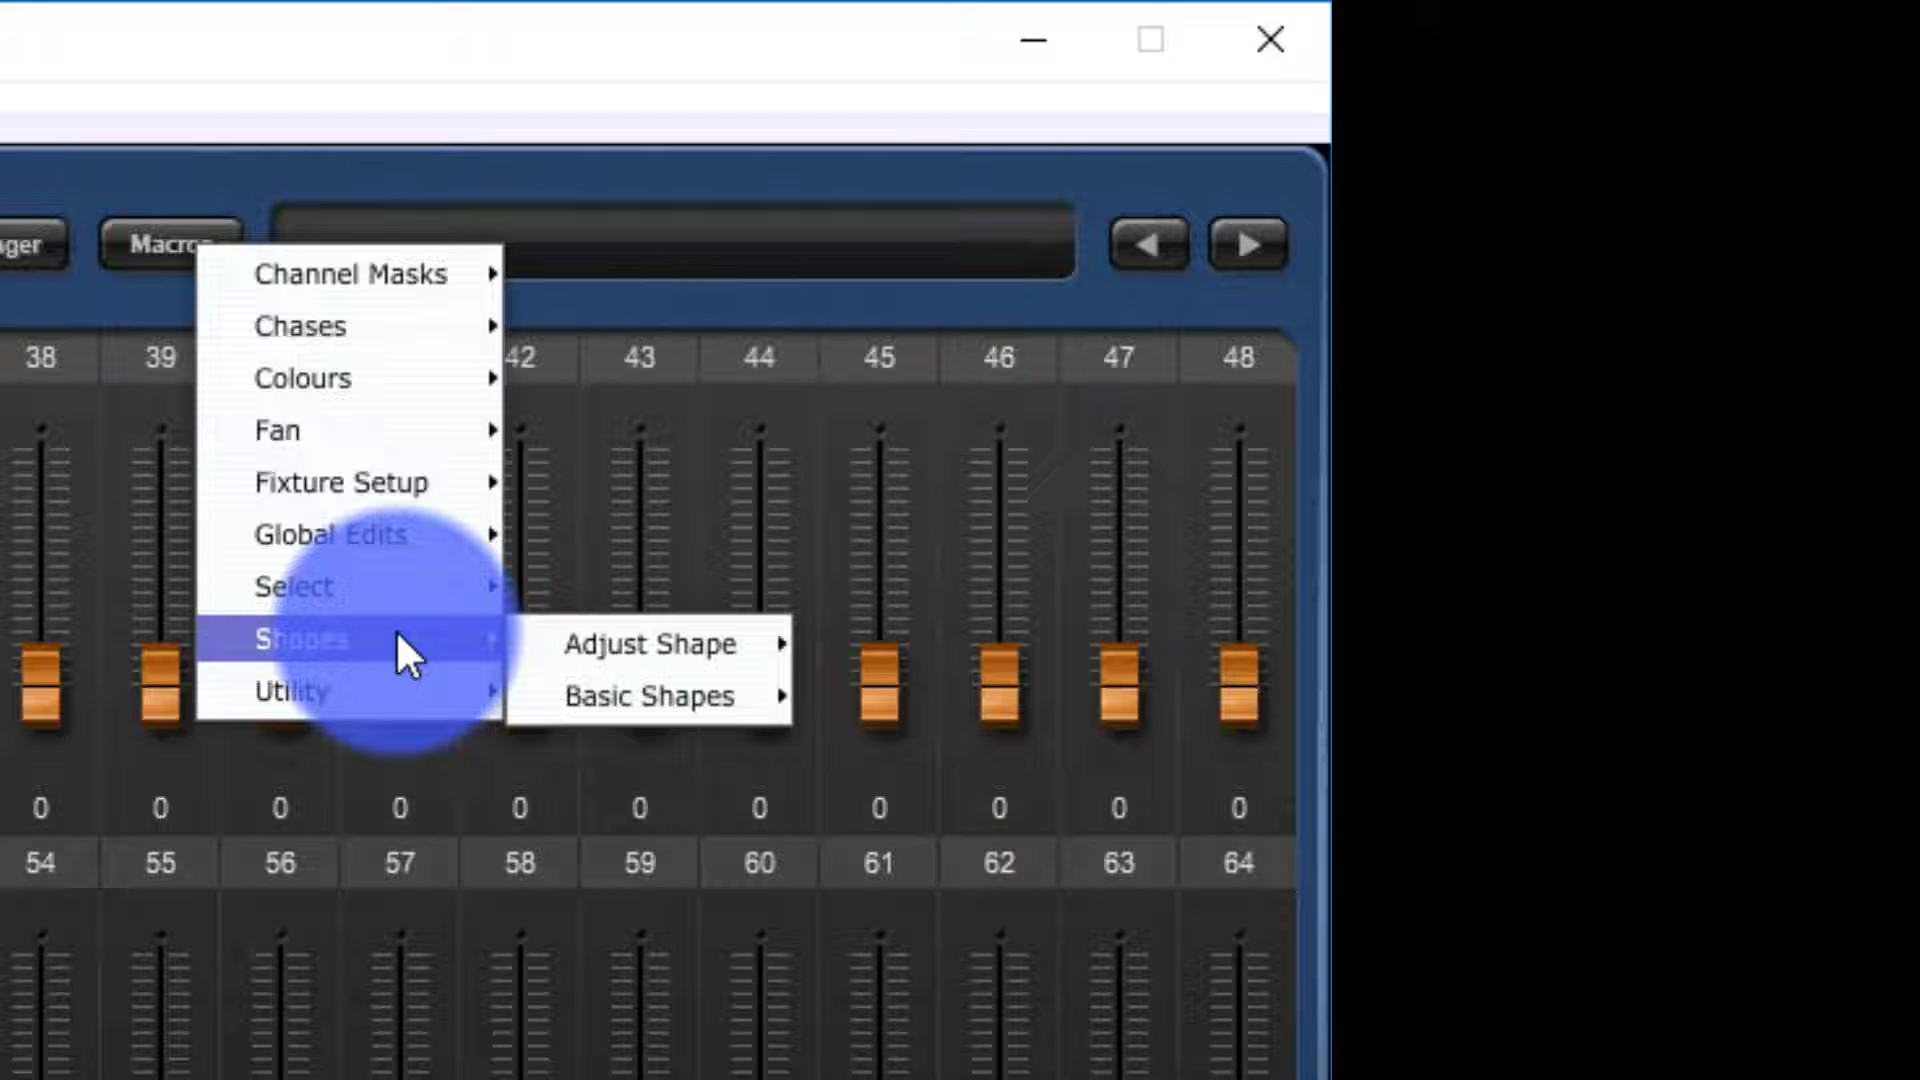 ager
Macros
Channel Masks
Chases
Colours
Fan
Fixture Setup
Global Edits
Select
Shapes
Utility
Adjust Shape
Basic Shapes
38 39 42 43 44 45 46 47 48
0 0 0 0 0 0 0 0 0 0 0
54 55 56 57 58 59 60 61 62 63 64